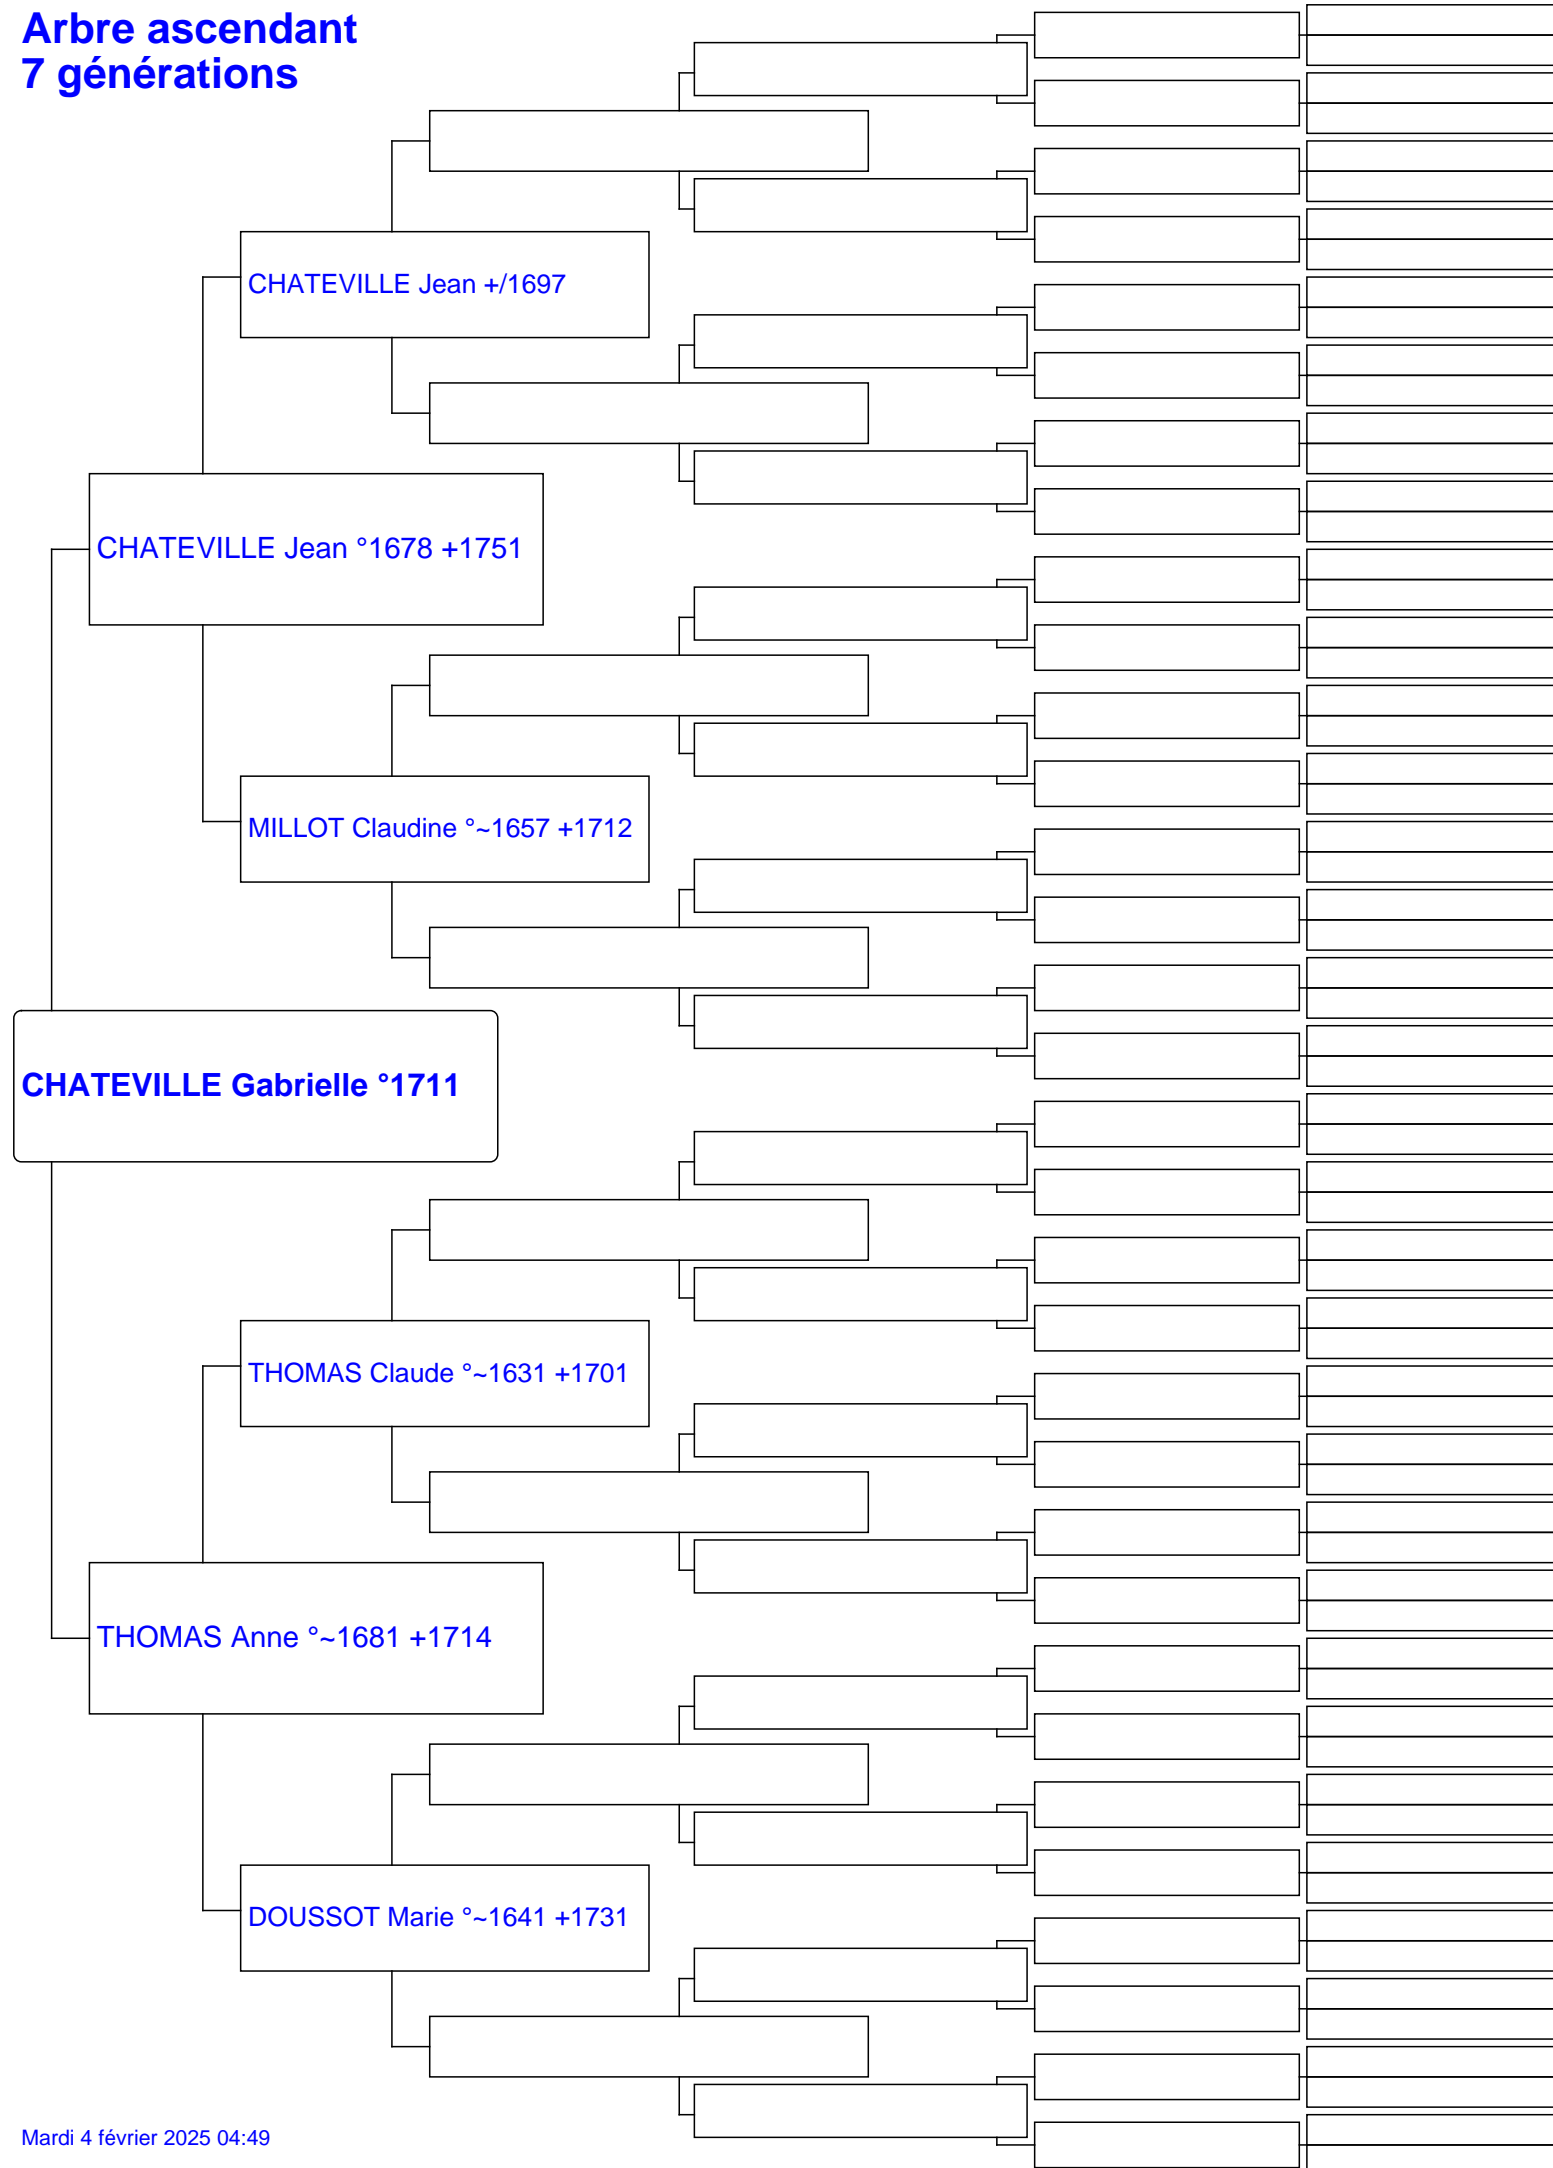 Arbre ascendant
7 générations
CHATEVILLE Jean +/1697
CHATEVILLE Jean °1678 +1751
MILLOT Claudine °~1657 +1712
CHATEVILLE Gabrielle °1711
THOMAS Claude °~1631 +1701
THOMAS Anne °~1681 +1714
DOUSSOT Marie °~1641 +1731
Mardi 4 février 2025 04:49